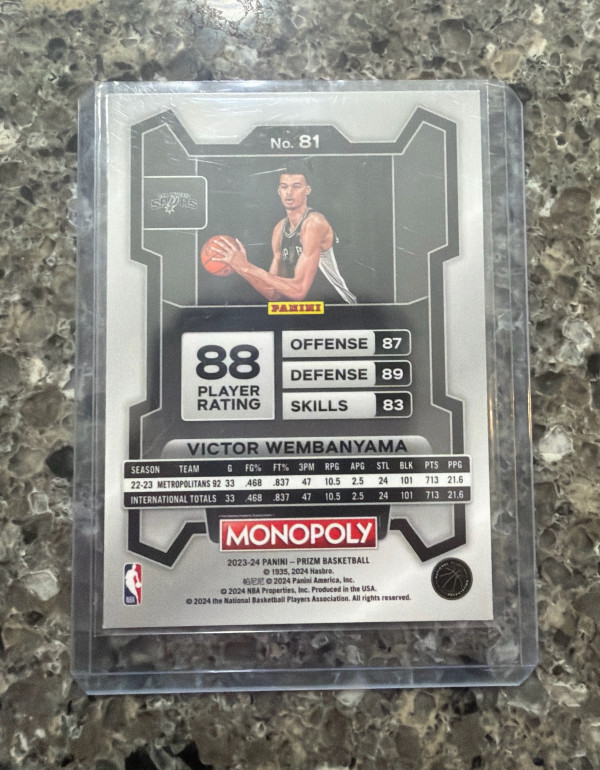 No. 81
SPURS
PANINI
88
PLAYER
RATING
OFFENSE 87
DEFENSE 89
SKILLS 83
VICTOR WEMBANYAMA
SEASON TEAM G FG% FT% 3PM RPG APG STL BLK PTS PPG
22-23 METROPOLITANS 92 33 .468 .837 47 10.5 2.5 24 101 713 21.6
INTERNATIONAL TOTALS 33 .468 .837 47 10.5 2.5 24 101 713 21.6
MONOPOLY
2023-24 PANINI – PRIZM BASKETBALL
© 1935, 2024 Hasbro.
帕尼尼 © 2024 Panini America, Inc.
© 2024 NBA Properties, Inc. Produced in the USA.
© 2024 the National Basketball Players Association. All rights reserved.
NBA